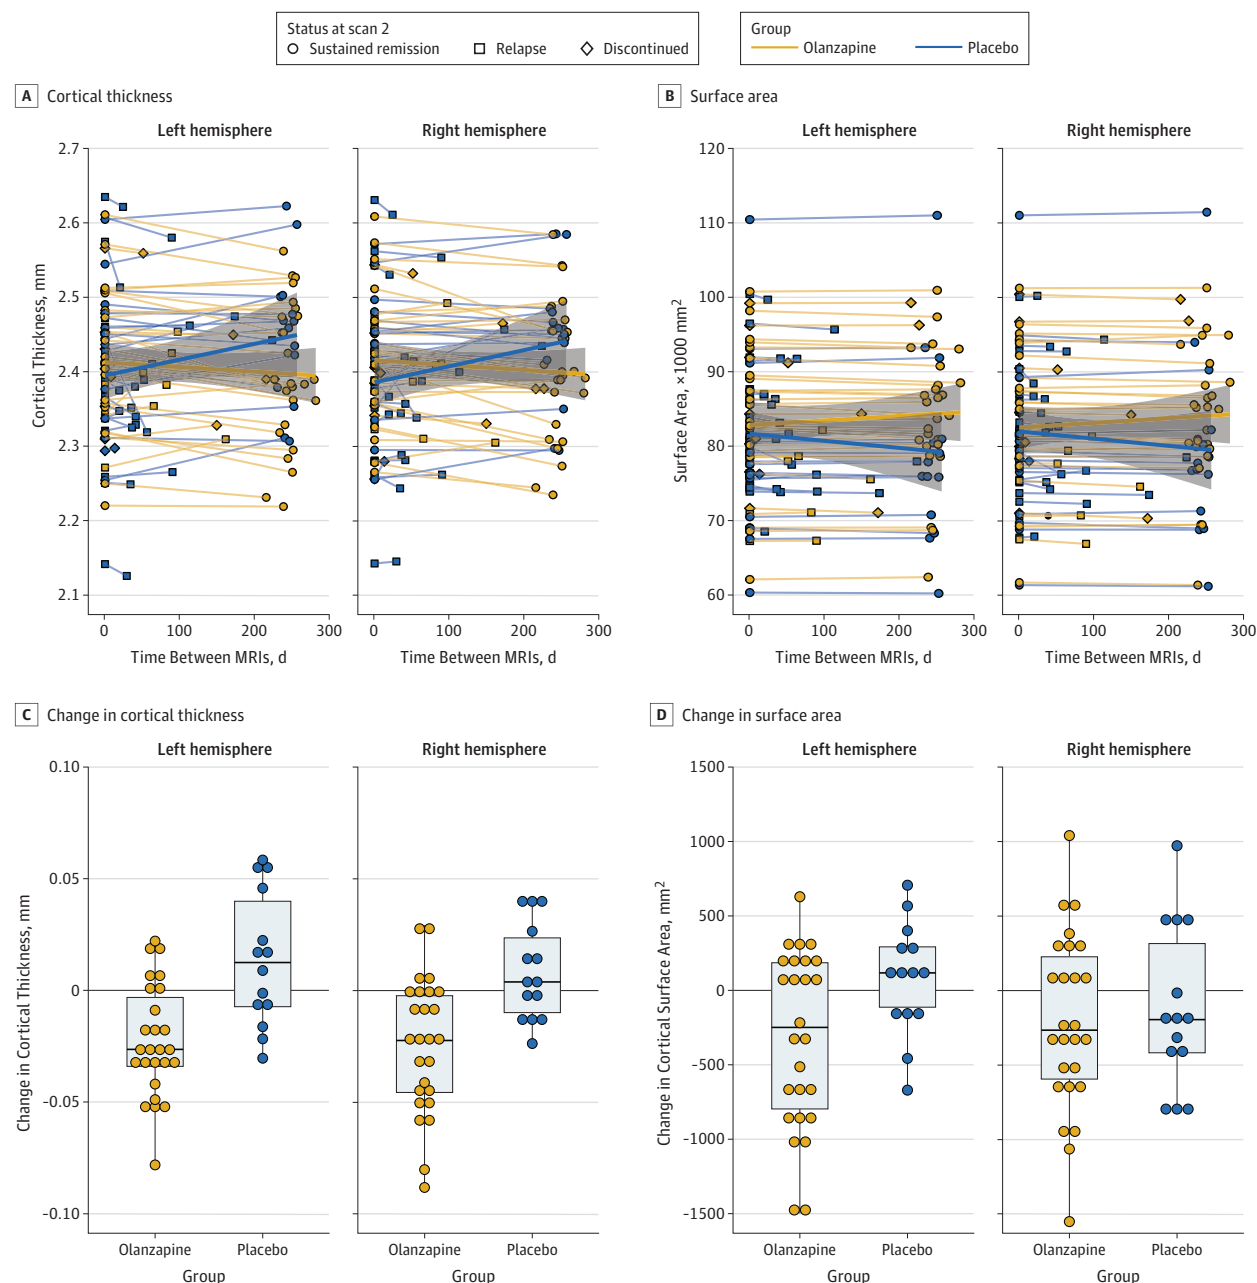 Status at scan 2
Sustained remission
Relapse
Discontinued
Group
Olanzapine
Placebo
A Cortical thickness
Left hemisphere
Right hemisphere
2.7
2.6
2.5
2.4
2.3
2.2
2.1
Cortical Thickness, mm
0 100 200 300
0 100 200 300
Time Between MRIs, d
Time Between MRIs, d
B Surface area
Left hemisphere
Right hemisphere
120
110
100
90
80
70
60
Surface Area, ×1000 mm²
0 100 200 300
0 100 200 300
Time Between MRIs, d
Time Between MRIs, d
C Change in cortical thickness
Left hemisphere
Right hemisphere
0.10
0.05
0
-0.05
-0.10
Change in Cortical Thickness, mm
Olanzapine Placebo
Olanzapine Placebo
Group
Group
D Change in surface area
Left hemisphere
Right hemisphere
1500
1000
500
0
-500
-1000
-1500
Change in Cortical Surface Area, mm²
Olanzapine Placebo
Olanzapine Placebo
Group
Group